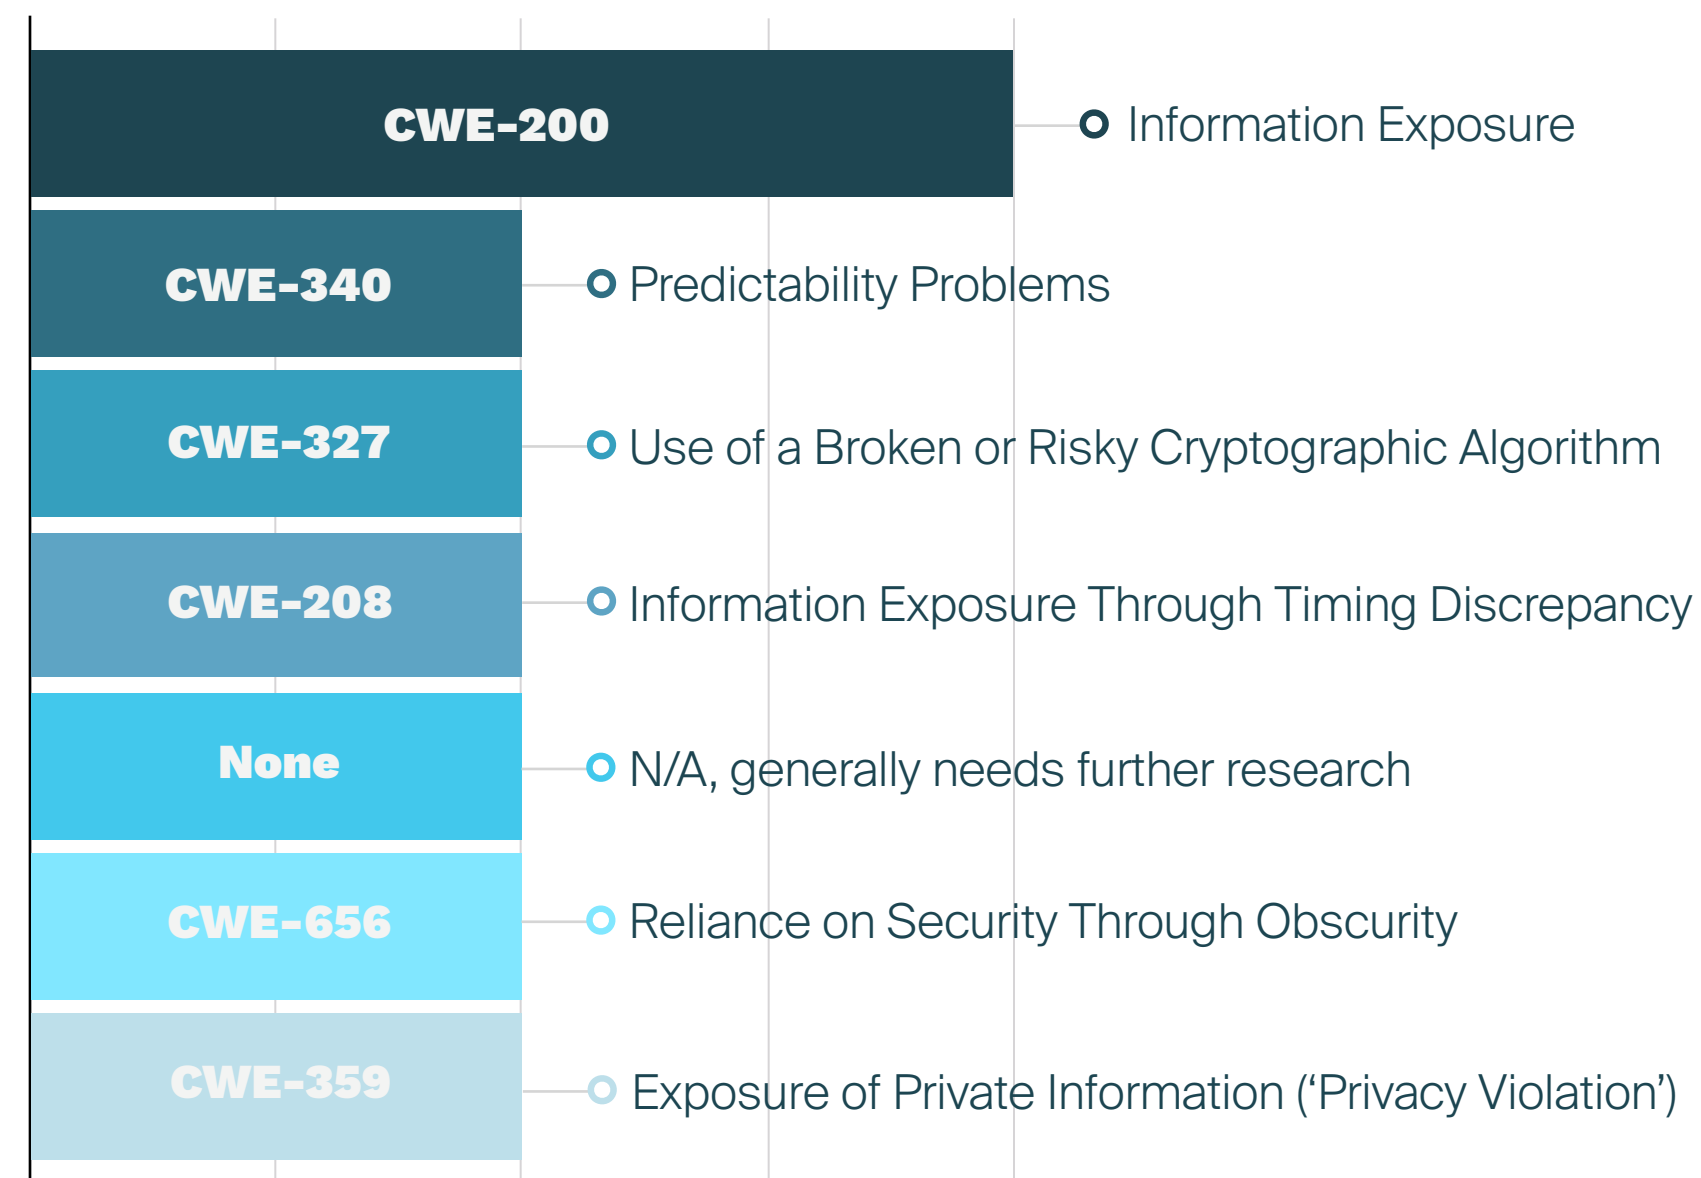 CWE-200
Information Exposure
CWE-340
Predictability Problems
CWE-327
Use of a Broken or Risky Cryptographic Algorithm
CWE-208
Information Exposure Through Timing Discrepancy
None
N/A, generally needs further research
CWE-656
Reliance on Security Through Obscurity
CWE-359
Exposure of Private Information (‘Privacy Violation’)